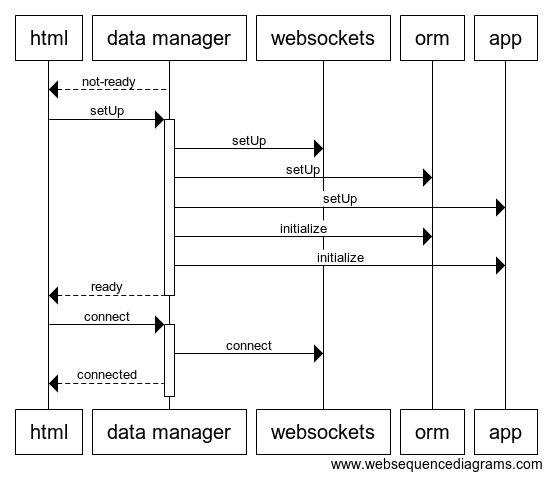 html data manager websockets orm app
not-ready
setUp
setUp
setUp
setUp
initialize
initialize
ready
connect
connect
connected
html data manager websockets orm app
www.websequencediagrams.com